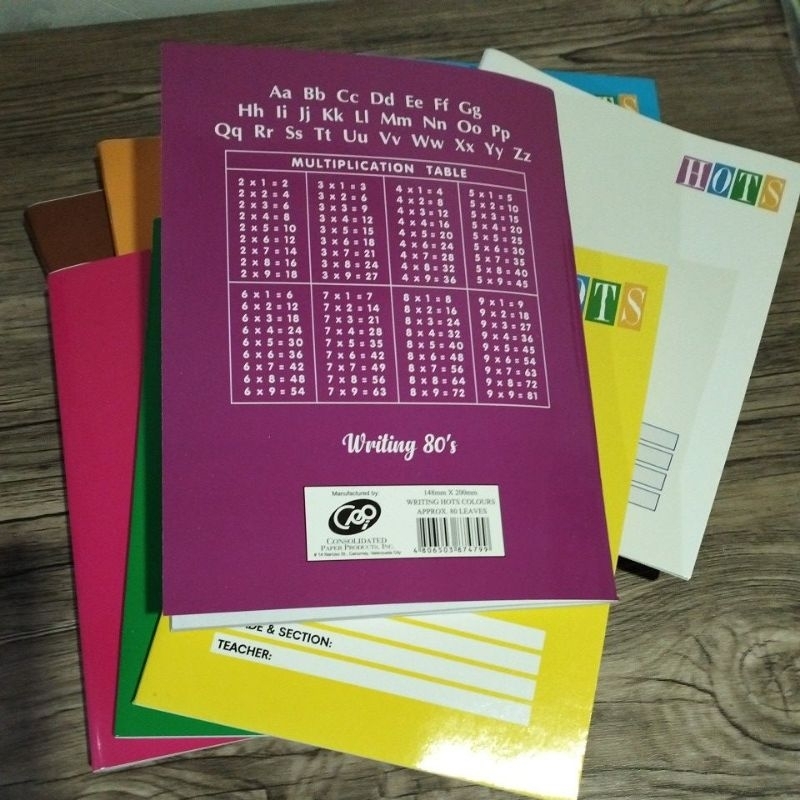 Aa Bb Cc Dd Ee Ff Gg
Hh Ii Jj Kk Ll Mm Nn Oo Pp
Qq Rr Ss Tt Uu Vv Ww Xx Yy Zz
MULTIPLICATION TABLE
2 x 1 = 2
2 x 2 = 4
2 x 3 = 6
2 x 4 = 8
2 x 5 = 10
2 x 6 = 12
2 x 7 = 14
2 x 8 = 16
2 x 9 = 18
3 x 1 = 3
3 x 2 = 6
3 x 3 = 9
3 x 4 = 12
3 x 5 = 15
3 x 6 = 18
3 x 7 = 21
3 x 8 = 24
3 x 9 = 27
4 x 1 = 4
4 x 2 = 8
4 x 3 = 12
4 x 4 = 16
4 x 5 = 20
4 x 6 = 24
4 x 7 = 28
4 x 8 = 32
4 x 9 = 36
5 x 1 = 5
5 x 2 = 10
5 x 3 = 15
5 x 4 = 20
5 x 5 = 25
5 x 6 = 30
5 x 7 = 35
5 x 8 = 40
5 x 9 = 45
6 x 1 = 6
6 x 2 = 12
6 x 3 = 18
6 x 4 = 24
6 x 5 = 30
6 x 6 = 36
6 x 7 = 42
6 x 8 = 48
6 x 9 = 54
7 x 1 = 7
7 x 2 = 14
7 x 3 = 21
7 x 4 = 28
7 x 5 = 35
7 x 6 = 42
7 x 7 = 49
7 x 8 = 56
7 x 9 = 63
8 x 1 = 8
8 x 2 = 16
8 x 3 = 24
8 x 4 = 32
8 x 5 = 40
8 x 6 = 48
8 x 7 = 56
8 x 8 = 64
8 x 9 = 72
9 x 1 = 9
9 x 2 = 18
9 x 3 = 27
9 x 4 = 36
9 x 5 = 45
9 x 6 = 54
9 x 7 = 63
9 x 8 = 72
9 x 9 = 81
Writing 80's
Manufactured by:
CPPI
CONSOLIDATED
PAPER PRODUCTS, INC.
# 14 Narciso St., Canumay, Valenzuela City
148mm X 200mm
WRITING HOTS COLOURS
APPROX. 80 LEAVES
4 806503 874799
HOTS
OTS
& SECTION:
TEACHER: